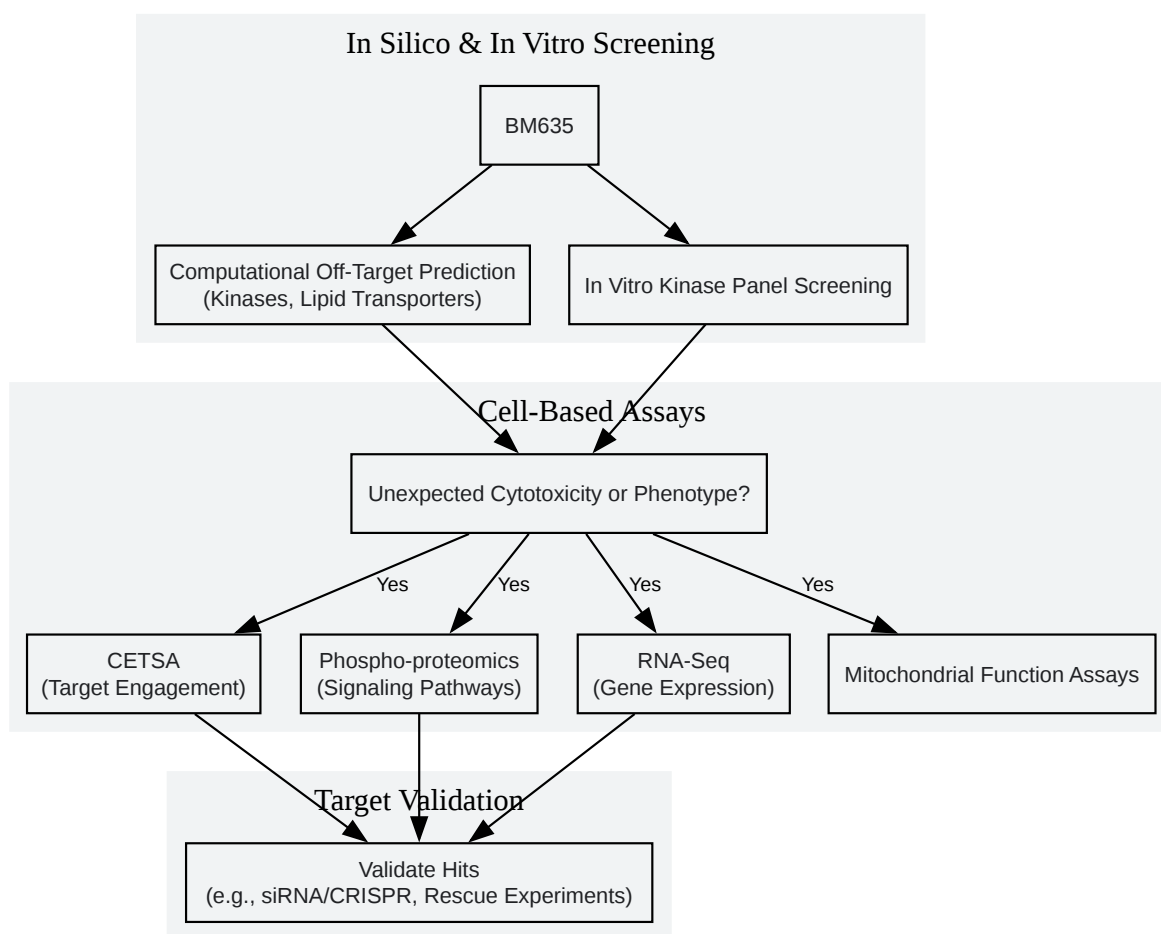 In Silico & In Vitro Screening
BM635
Computational Off-Target Prediction
(Kinases, Lipid Transporters)
In Vitro Kinase Panel Screening
Cell-Based Assays
Unexpected Cytotoxicity or Phenotype?
Yes
Yes
Yes
Yes
CETSA
(Target Engagement)
Phospho-proteomics
(Signaling Pathways)
RNA-Seq
(Gene Expression)
Mitochondrial Function Assays
Target Validation
Validate Hits
(e.g., siRNA/CRISPR, Rescue Experiments)